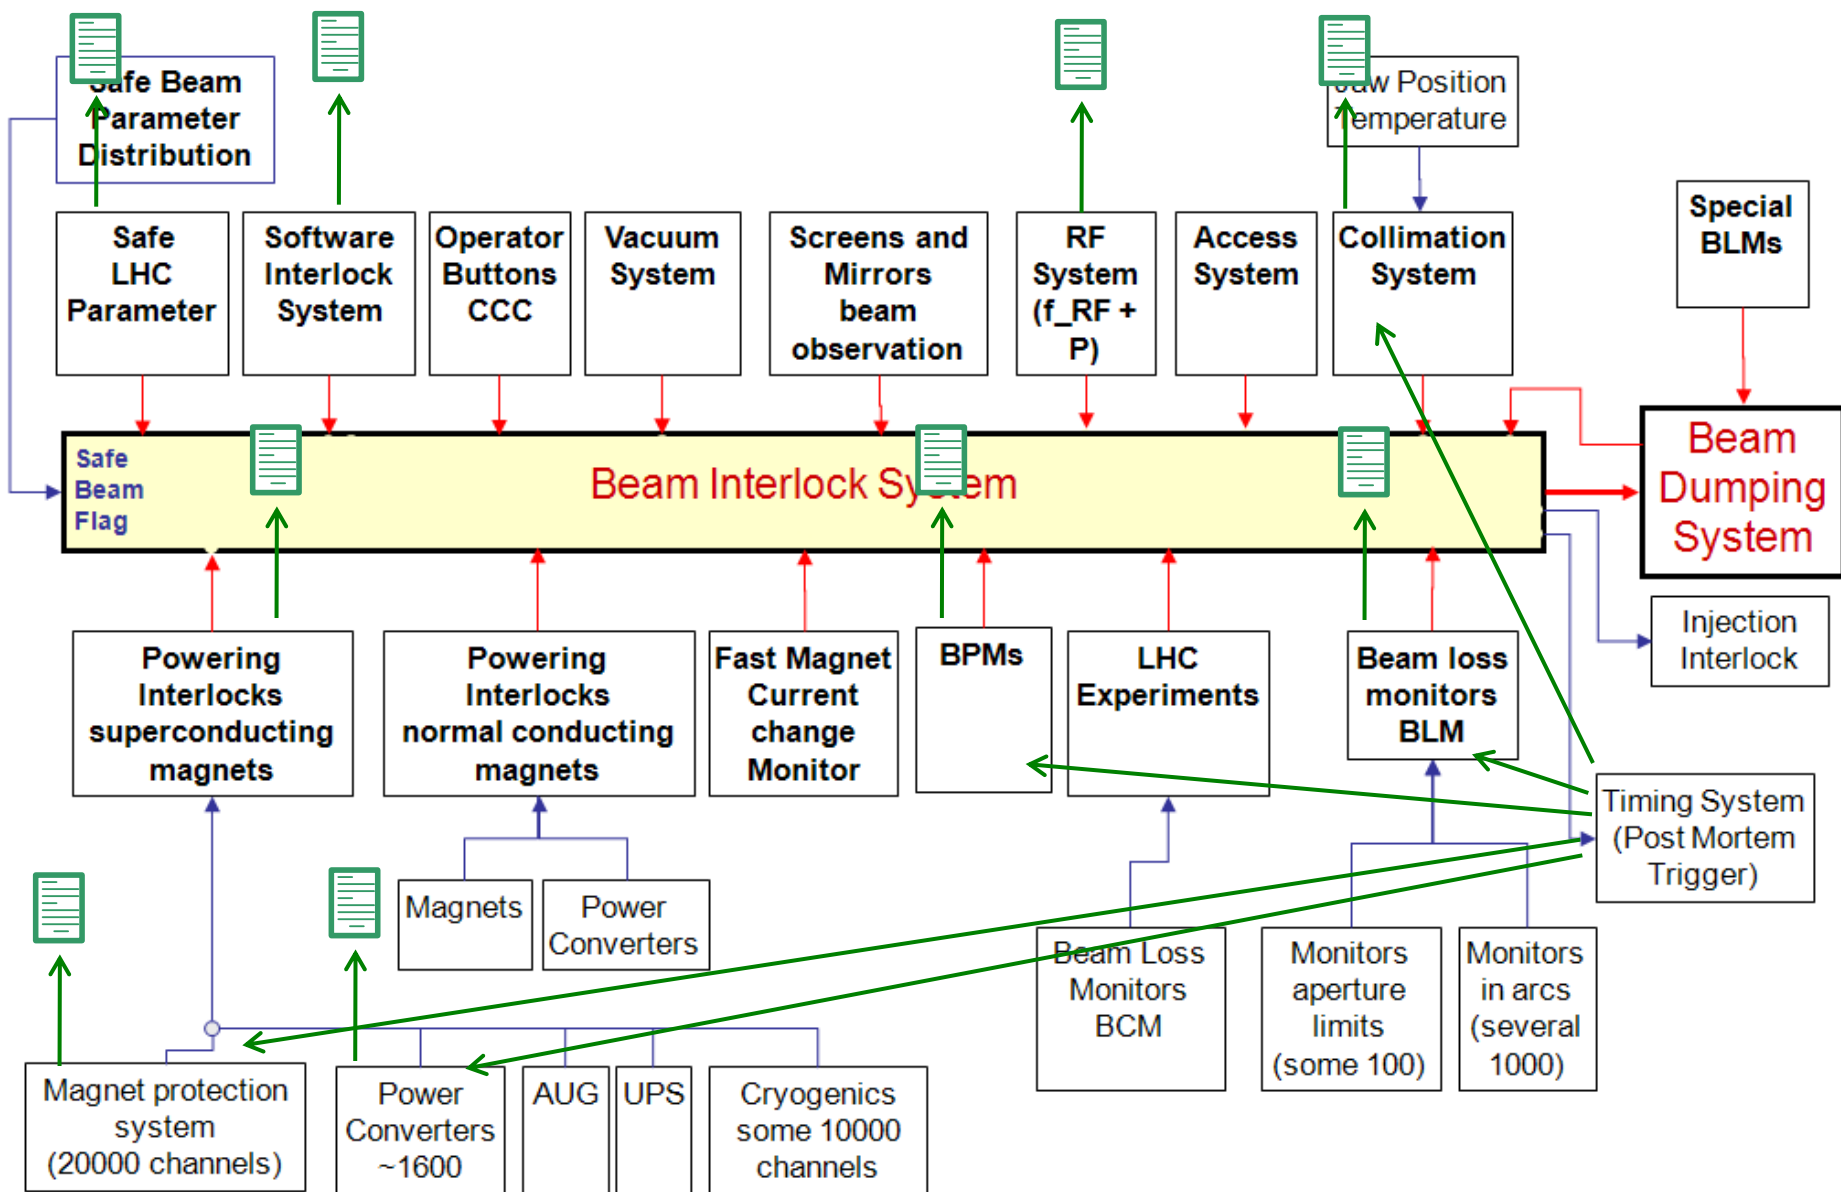 Safe Beam
Parameter
Distribution
Jaw Position
Temperature
Safe
LHC
Parameter
Software
Interlock
System
Operator
Buttons
CCC
Vacuum
System
Screens and
Mirrors
beam
observation
RF
System
(f_RF +
P)
Access
System
Collimation
System
Special
BLMs
Safe
Beam
Flag
Beam Interlock System
Beam
Dumping
System
Injection
Interlock
Powering
Interlocks
superconducting
magnets
Powering
Interlocks
normal conducting
magnets
Fast Magnet
Current
change
Monitor
BPMs
LHC
Experiments
Beam loss
monitors
BLM
Timing System
(Post Mortem
Trigger)
Magnets
Power
Converters
Beam Loss
Monitors
BCM
Monitors
aperture
limits
(some 100)
Monitors
in arcs
(several
1000)
Magnet protection
system
(20000 channels)
Power
Converters
~1600
AUG
UPS
Cryogenics
some 10000
channels